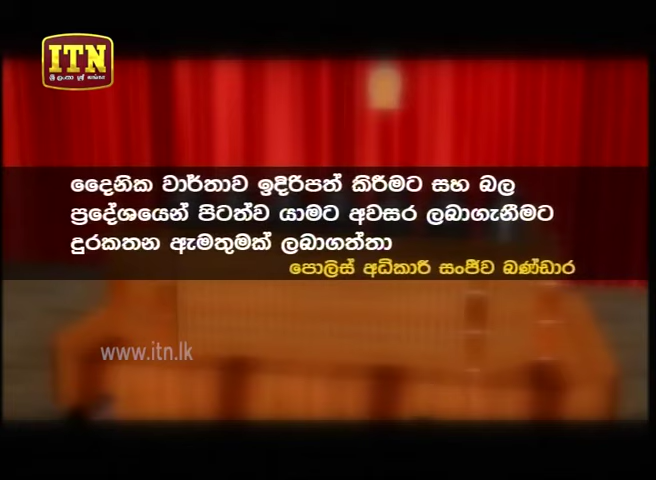 ITN
දෛනික වාර්තාව ඉදිරිපත් කිරීමට සහ බල
ප්‍රදේශයෙන් පිටත්ව යාමට අවසර ලබාගැනීමට
දුරකතන ඇමතුමක් ලබාගත්තා
පොලිස් අධිකාරී සංජීව බණ්ඩාර
www.itn.lk